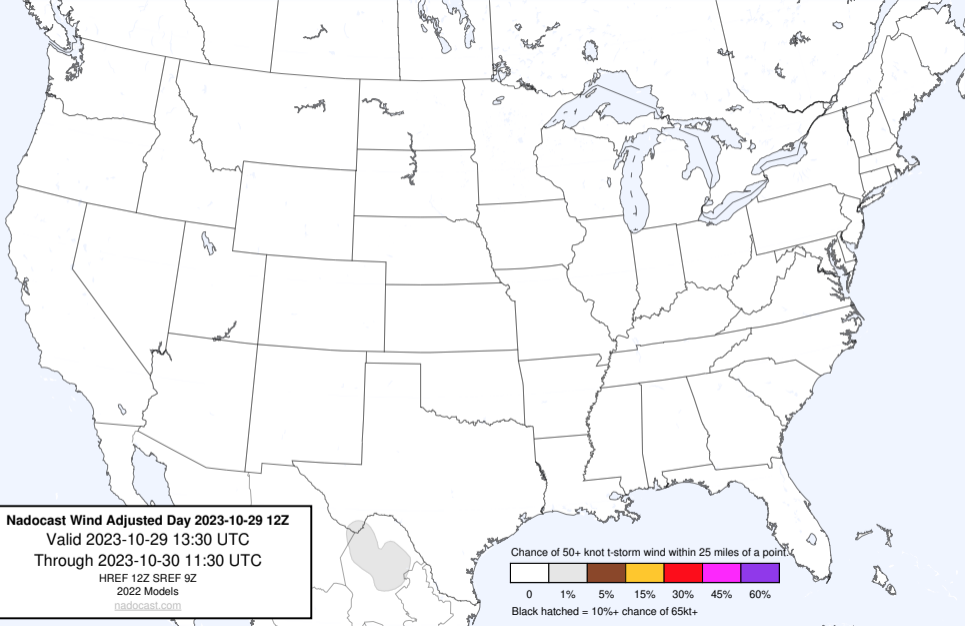 Nadocast Wind Adjusted Day 2023-10-29 12Z
Valid 2023-10-29 13:30 UTC
Through 2023-10-30 11:30 UTC
HREF 12Z SREF 9Z
2022 Models
nadocast.com
Chance of 50+ knot t-storm wind within 25 miles of a point.
0 1% 5% 15% 30% 45% 60%
Black hatched = 10%+ chance of 65kt+